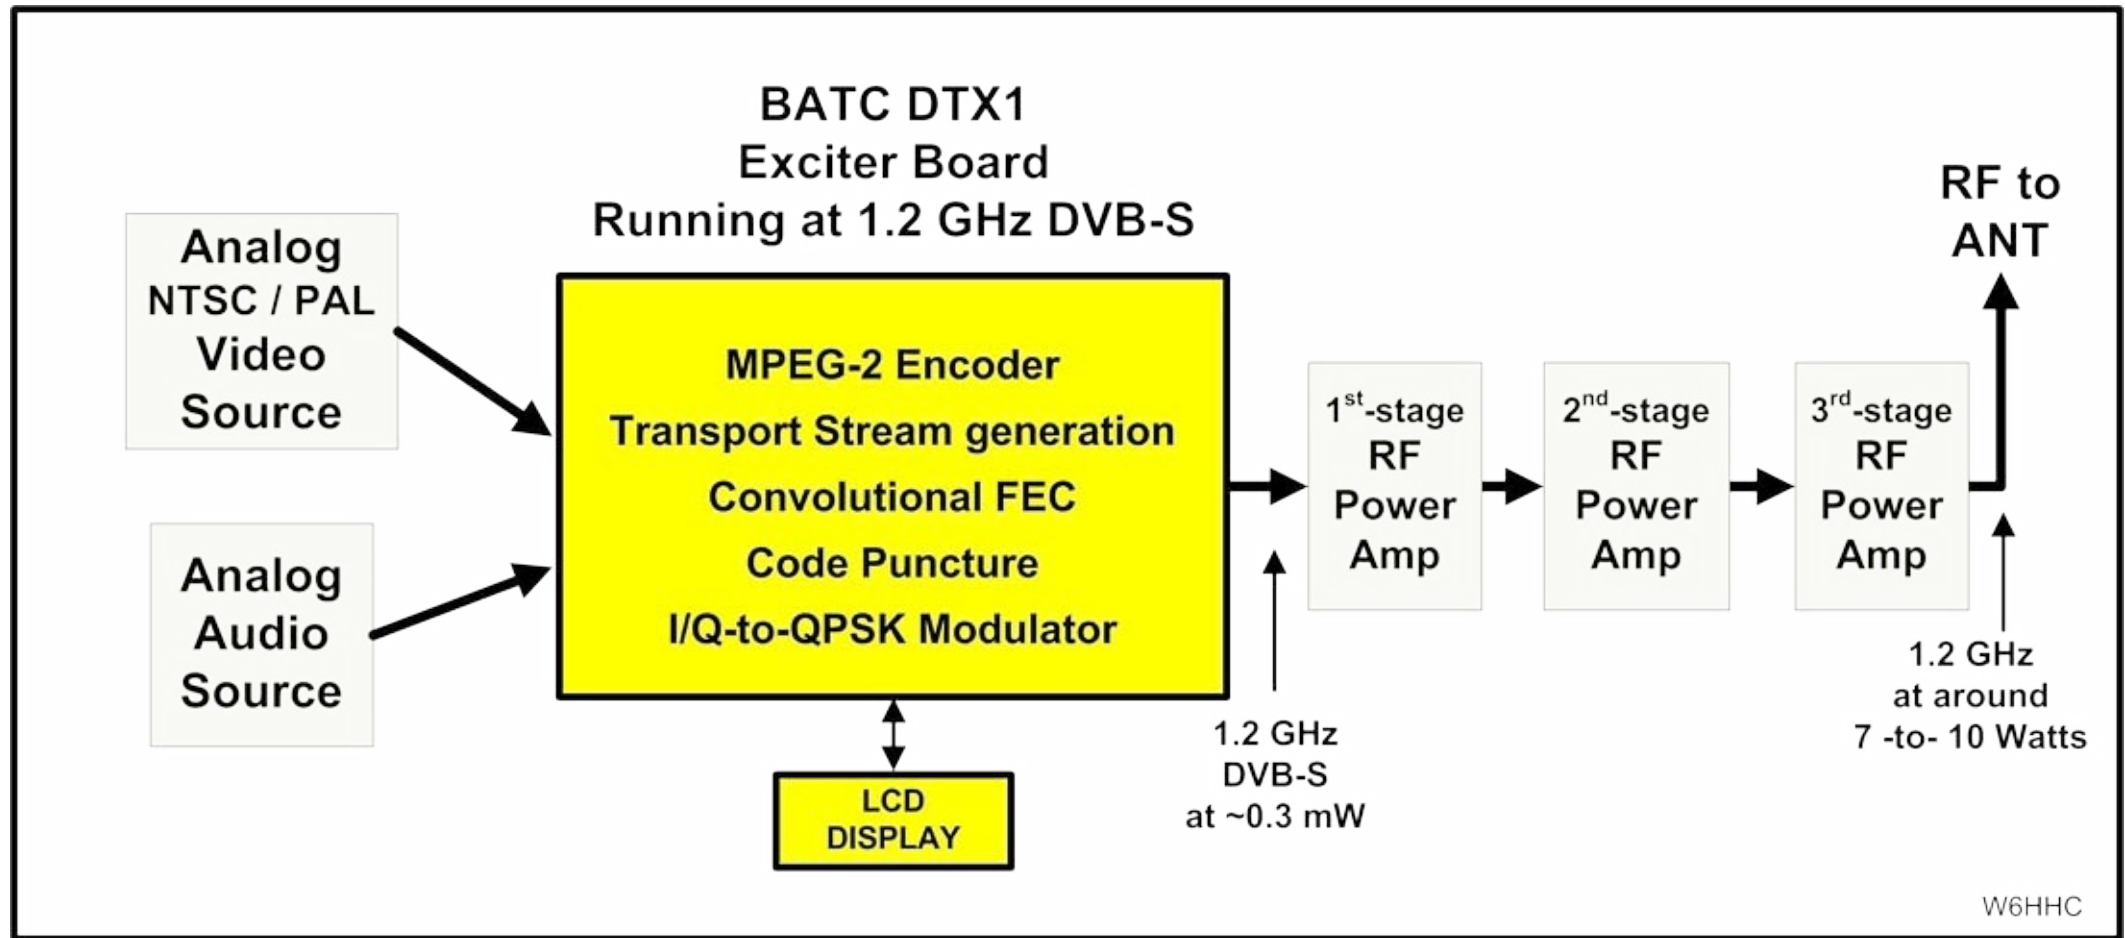 BATC DTX1
Exciter Board
Running at 1.2 GHz DVB-S
Analog
NTSC / PAL
Video
Source
Analog
Audio
Source
MPEG-2 Encoder
Transport Stream generation
Convolutional FEC
Code Puncture
I/Q-to-QPSK Modulator
LCD
DISPLAY
1.2 GHz
DVB-S
at ~0.3 mW
1st-stage
RF
Power
Amp
2nd-stage
RF
Power
Amp
3rd-stage
RF
Power
Amp
RF to
ANT
1.2 GHz
at around
7 -to- 10 Watts
W6HHC